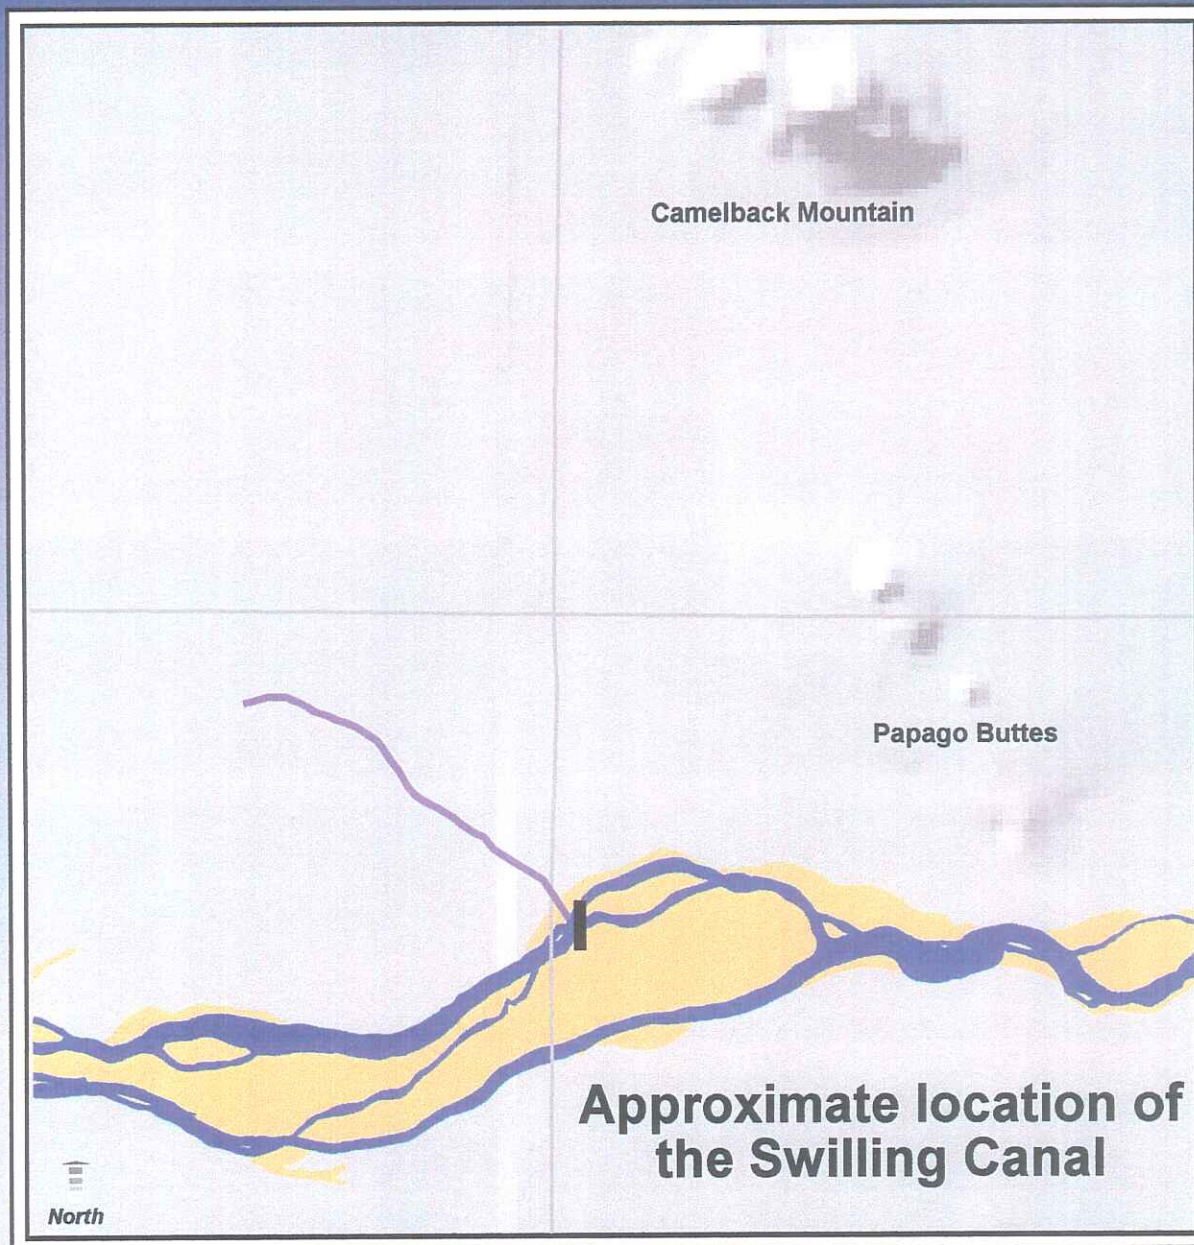 Camelback Mountain
Papago Buttes
Approximate location of
the Swilling Canal
North